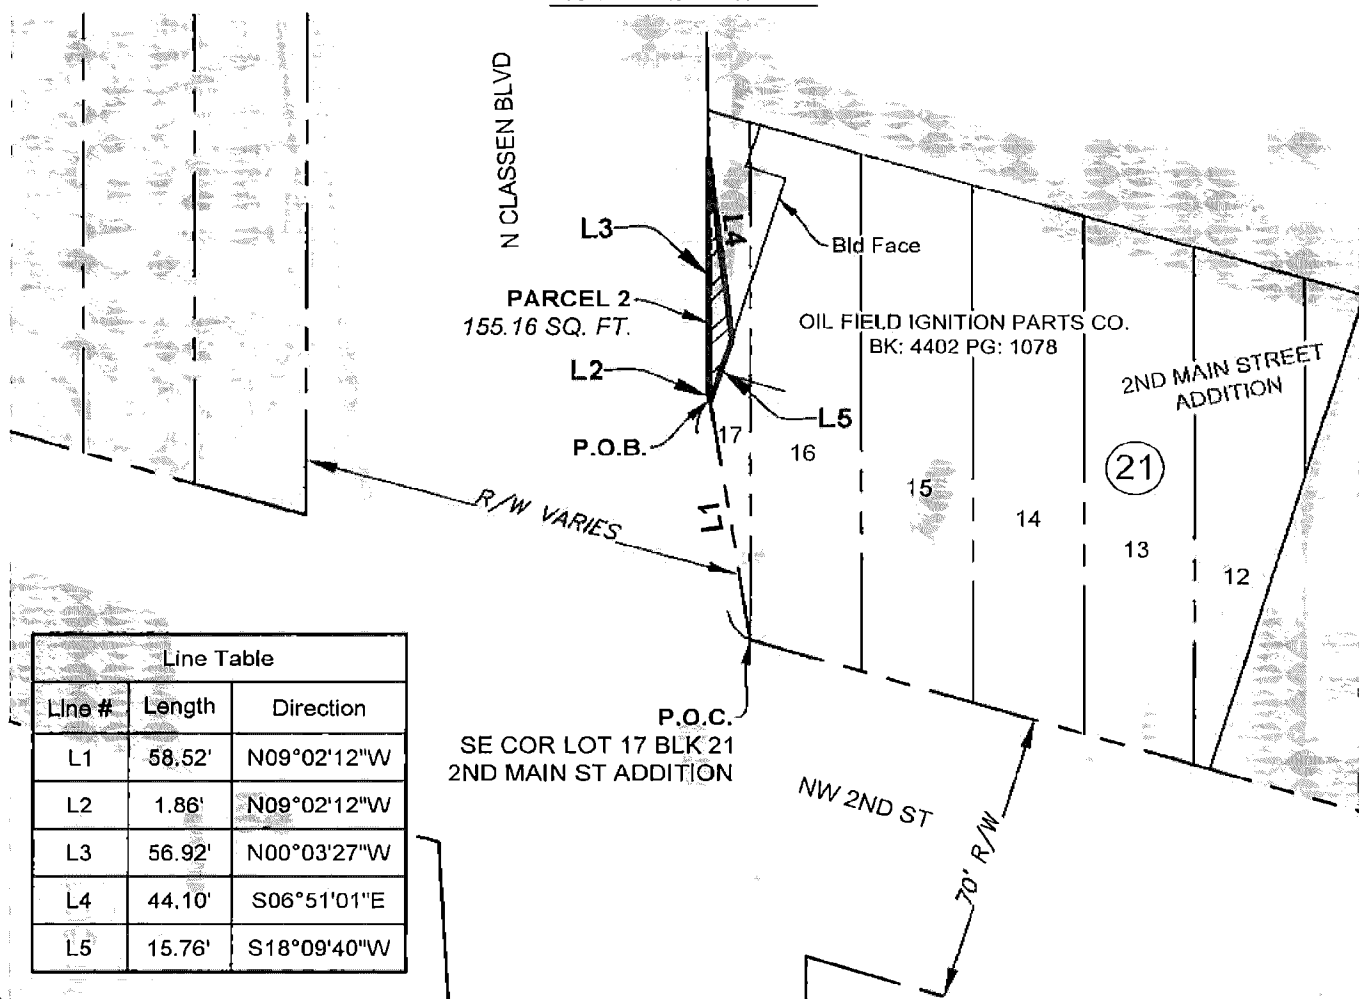 N CLASSEN BLVD
L3
L4
Bld Face
PARCEL 2
155.16 SQ. FT.
OIL FIELD IGNITION PARTS CO.
BK: 4402 PG: 1078
L2
2ND MAIN STREET
ADDITION
L5
P.O.B.
17
16
21
15
14
13
12
R/W VARIES
L1
P.O.C.
SE COR LOT 17 BLK 21
2ND MAIN ST ADDITION
NW 2ND ST
70' R/W
Line Table
Line # Length Direction
L1 58.52' N09°02'12"W
L2 1.86' N09°02'12"W
L3 56.92' N00°03'27"W
L4 44.10' S06°51'01"E
L5 15.76' S18°09'40"W